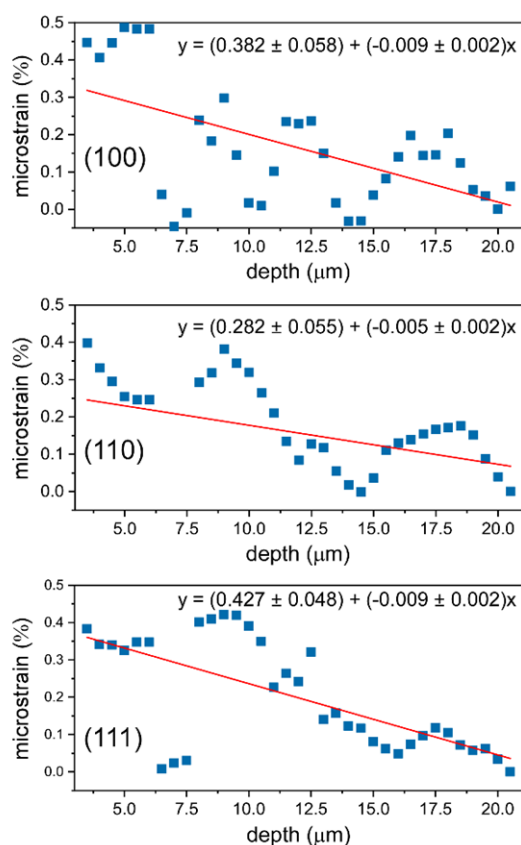 y = (0.382 ± 0.058) + (-0.009 ± 0.002)x
0.5
0.4
0.3
0.2
0.1
0.0
microstrain (%)
(100)
5.0 7.5 10.0 12.5 15.0 17.5 20.0
depth (μm)
y = (0.282 ± 0.055) + (-0.005 ± 0.002)x
0.5
0.4
0.3
0.2
0.1
0.0
microstrain (%)
(110)
5.0 7.5 10.0 12.5 15.0 17.5 20.0
depth (μm)
y = (0.427 ± 0.048) + (-0.009 ± 0.002)x
0.5
0.4
0.3
0.2
0.1
0.0
microstrain (%)
(111)
5.0 7.5 10.0 12.5 15.0 17.5 20.0
depth (μm)